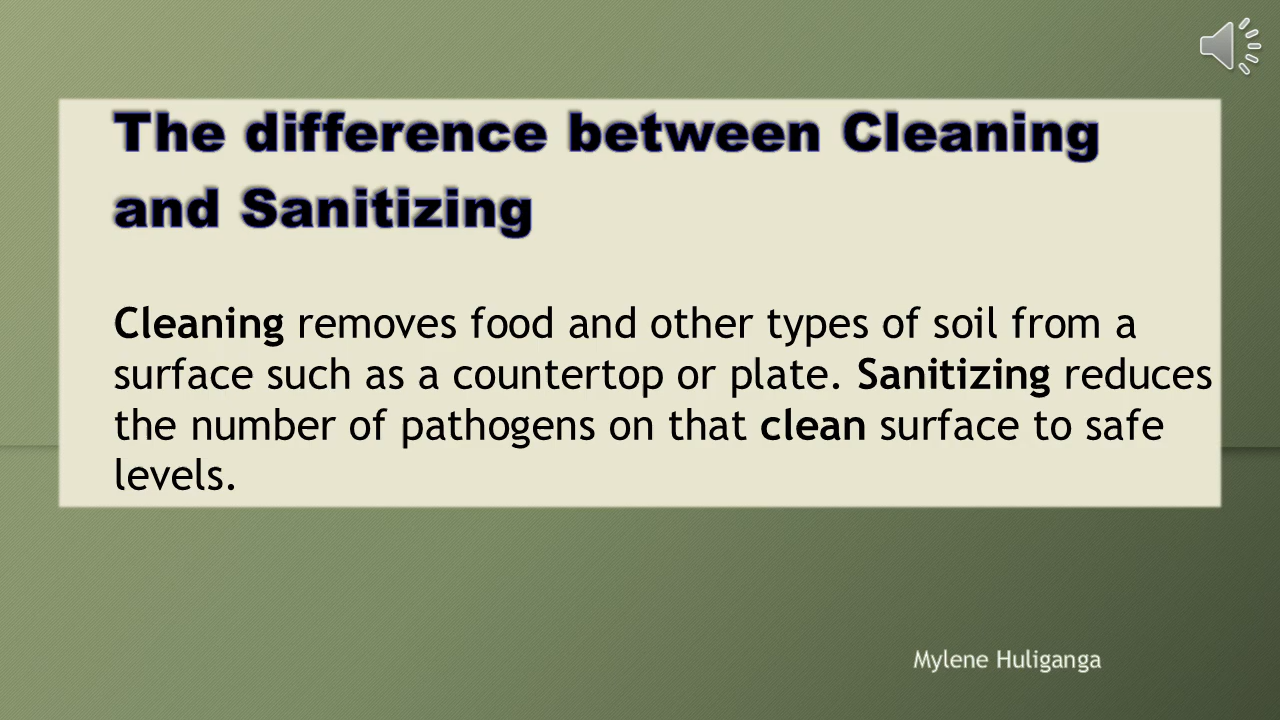 The difference between Cleaning
and Sanitizing
Cleaning removes food and other types of soil from a
surface such as a countertop or plate. Sanitizing reduces
the number of pathogens on that clean surface to safe
levels.
Mylene Huliganga